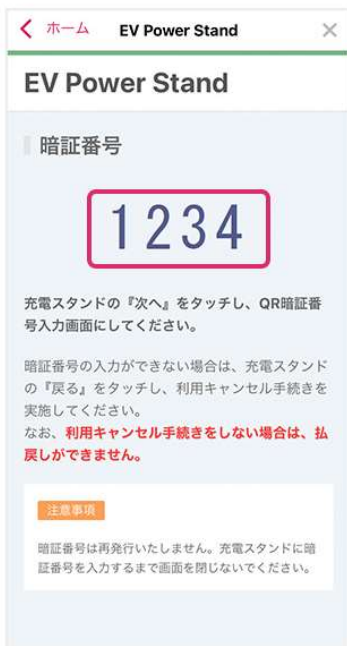 ホーム EV Power Stand
EV Power Stand
暗証番号
1234
充電スタンドの『次へ』をタッチし、QR暗証番
号入力画面にしてください。
暗証番号の入力ができない場合は、充電スタンド
の『戻る』をタッチし、利用キャンセル手続きを
実施してください。
なお、利用キャンセル手続きをしない場合は、払
戻しができません。
注意事項
暗証番号は再発行いたしません。充電スタンドに暗
証番号を入力するまで画面を閉じないでください。